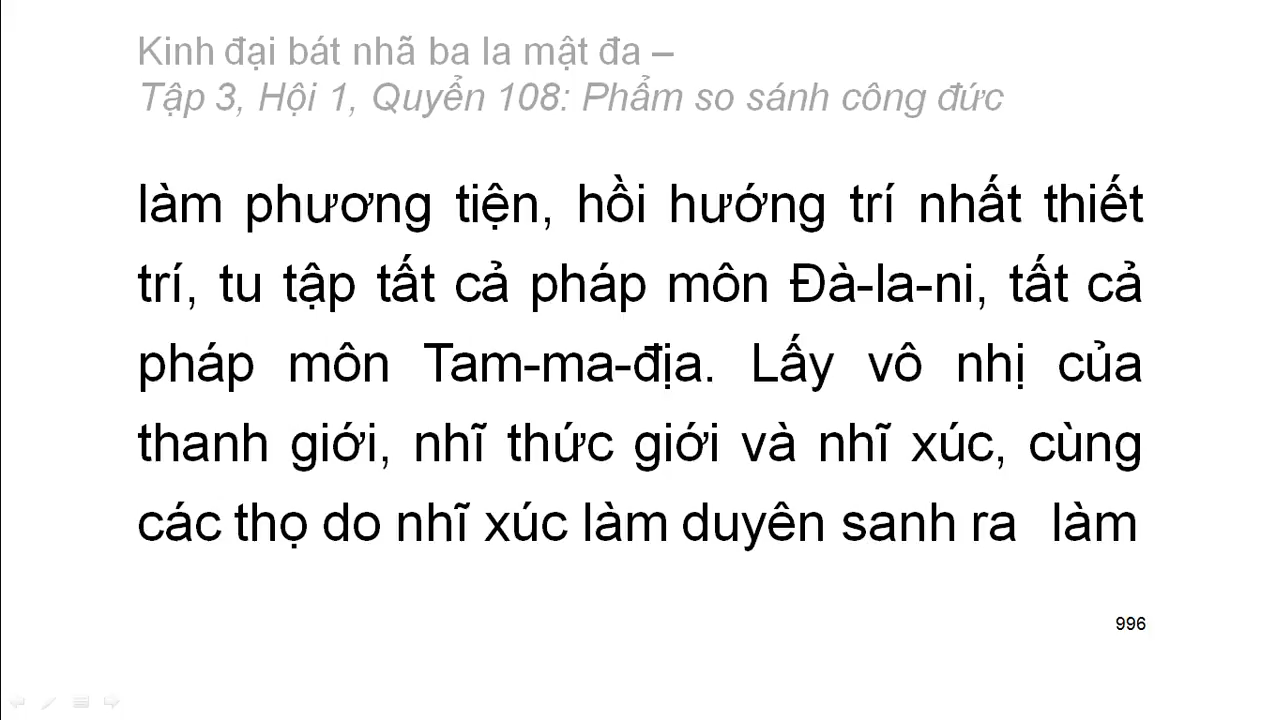 Kinh đại bát nhã ba la mật đa –
Tập 3, Hội 1, Quyển 108: Phẩm so sánh công đức
làm phương tiện, hồi hướng trí nhất thiết
trí, tu tập tất cả pháp môn Đà-la-ni, tất cả
pháp môn Tam-ma-địa. Lấy vô nhị của
thanh giới, nhĩ thức giới và nhĩ xúc, cùng
các thọ do nhĩ xúc làm duyên sanh ra làm
996